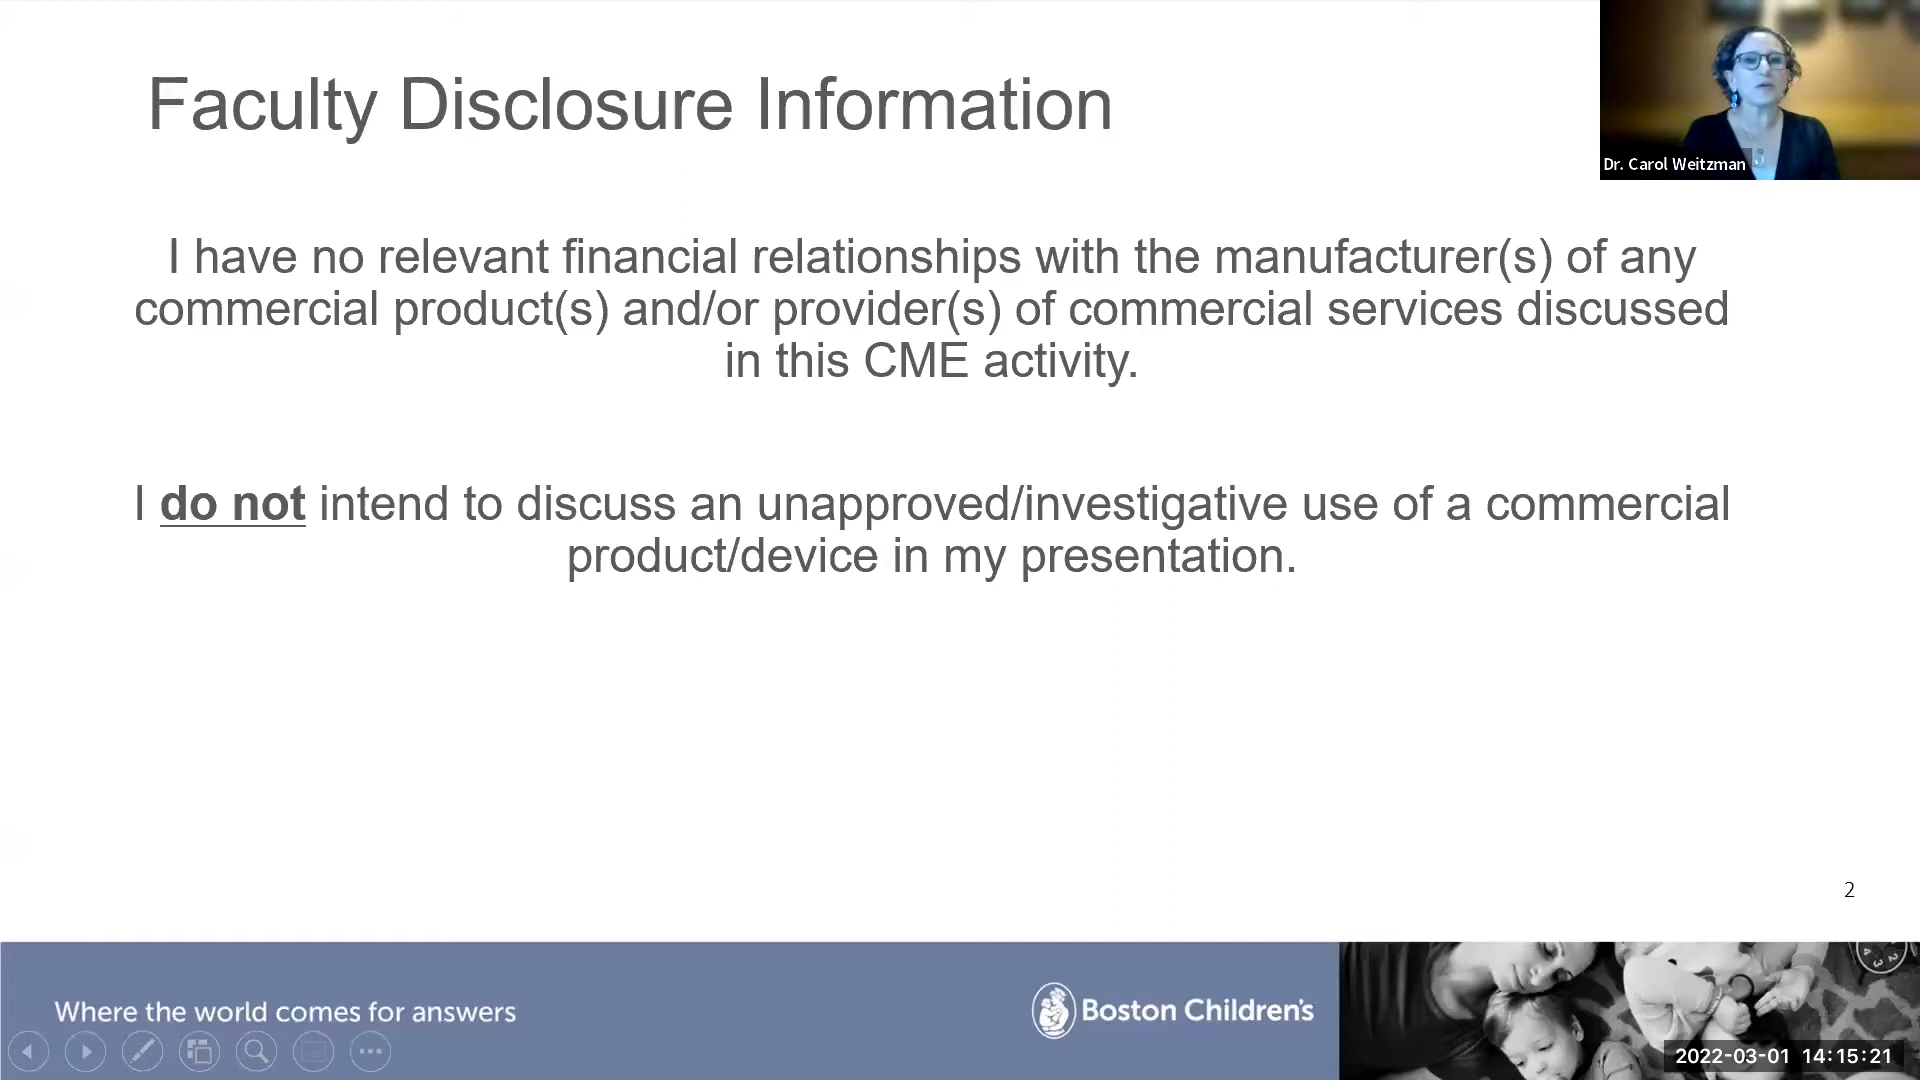 Faculty Disclosure Information
Dr. Carol Weitzman
I have no relevant financial relationships with the manufacturer(s) of any
commercial product(s) and/or provider(s) of commercial services discussed
in this CME activity.
I do not intend to discuss an unapproved/investigative use of a commercial
product/device in my presentation.
2
Where the world comes for answers
Boston Children's
2022-03-01 14:15:21